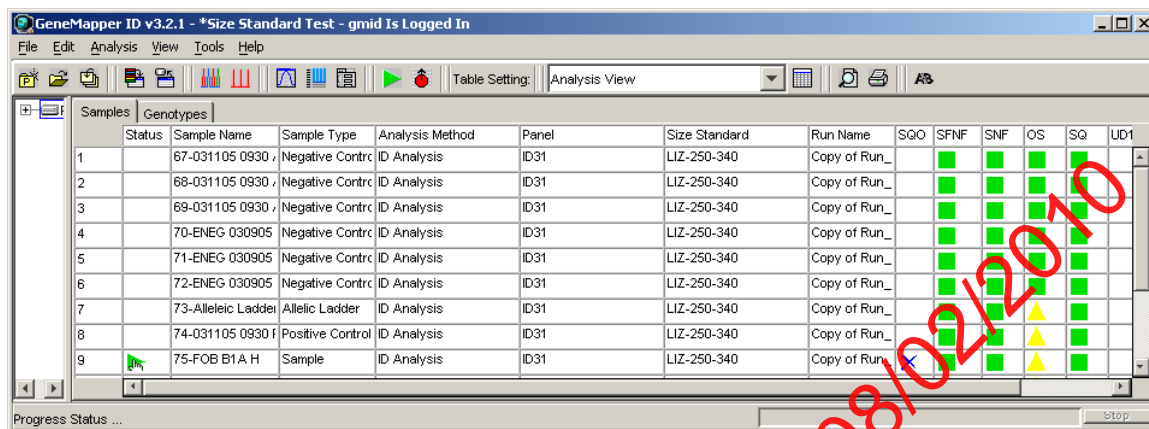 GeneMapper ID v3.2.1 - *Size Standard Test - gmid Is Logged In
File Edit Analysis View Tools Help
Table Setting: Analysis View
Samples Genotypes
Status Sample Name Sample Type Analysis Method Panel Size Standard Run Name SQO SFNF SNF OS SQ UD1
1 67-031105 0930 Negative Contrc ID Analysis ID31 LIZ-250-340 Copy of Run_
2 68-031105 0930 Negative Contrc ID Analysis ID31 LIZ-250-340 Copy of Run_
3 69-031105 0930 Negative Contrc ID Analysis ID31 LIZ-250-340 Copy of Run_
4 70-ENEG 030905 Negative Contrc ID Analysis ID31 LIZ-250-340 Copy of Run_
5 71-ENEG 030905 Negative Contrc ID Analysis ID31 LIZ-250-340 Copy of Run_
6 72-ENEG 030905 Negative Contrc ID Analysis ID31 LIZ-250-340 Copy of Run_
7 73-Alleleic Ladder Allelic Ladder ID Analysis ID31 LIZ-250-340 Copy of Run_
8 74-031105 0930 Positive Control ID Analysis ID31 LIZ-250-340 Copy of Run_
9 75-FOB B1 A H Sample ID Analysis ID31 LIZ-250-340 Copy of Run_
Progress Status ... Stop
08/02/2010